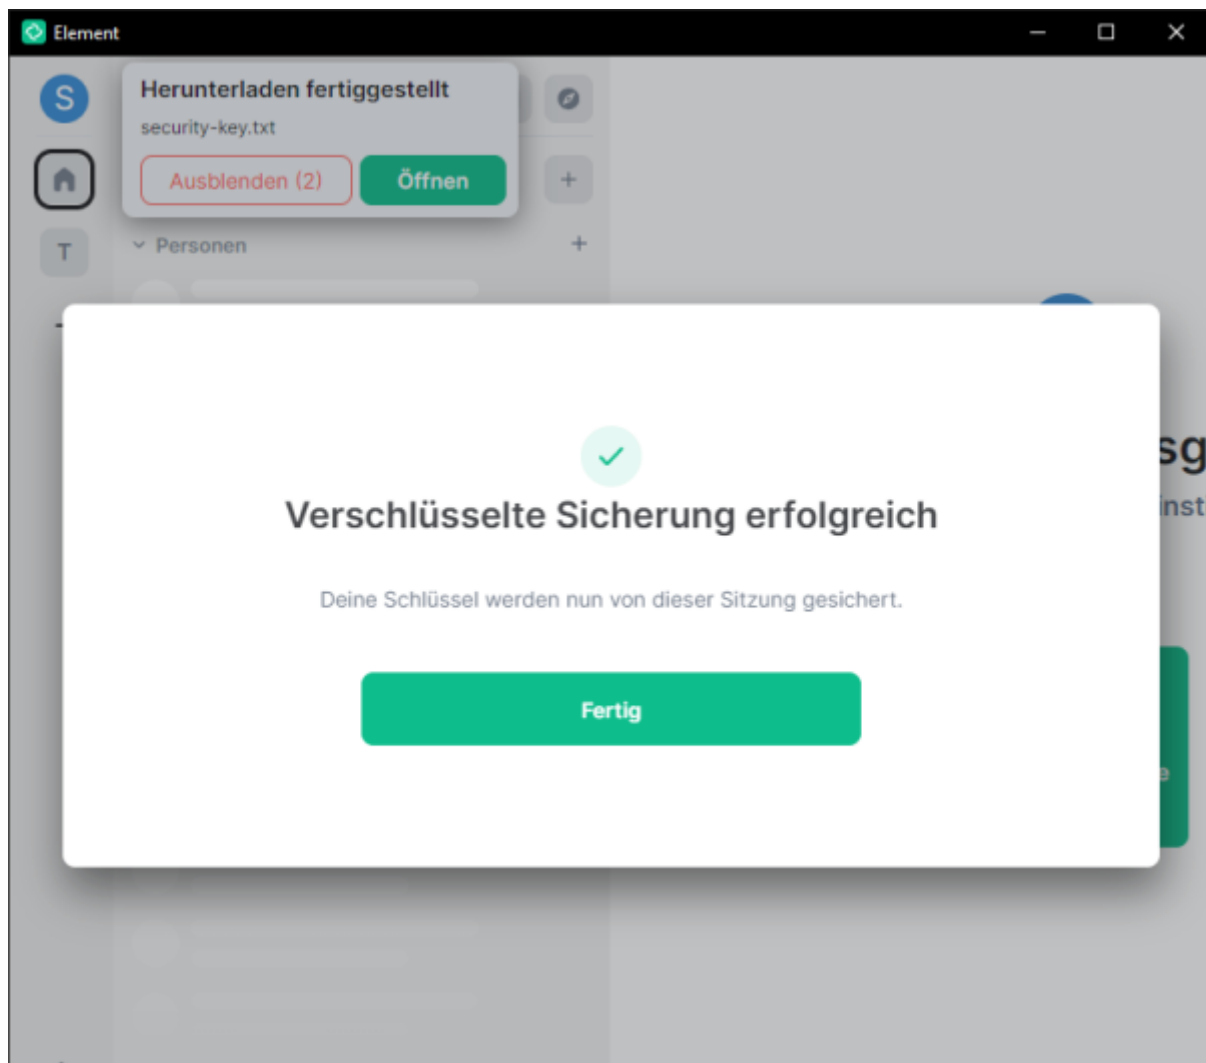 Element
S
Herunterladen fertiggestellt
security-key.txt
Ausblenden (2)
Öffnen
T
Personen
Verschlüsselte Sicherung erfolgreich
Deine Schlüssel werden nun von dieser Sitzung gesichert.
Fertig